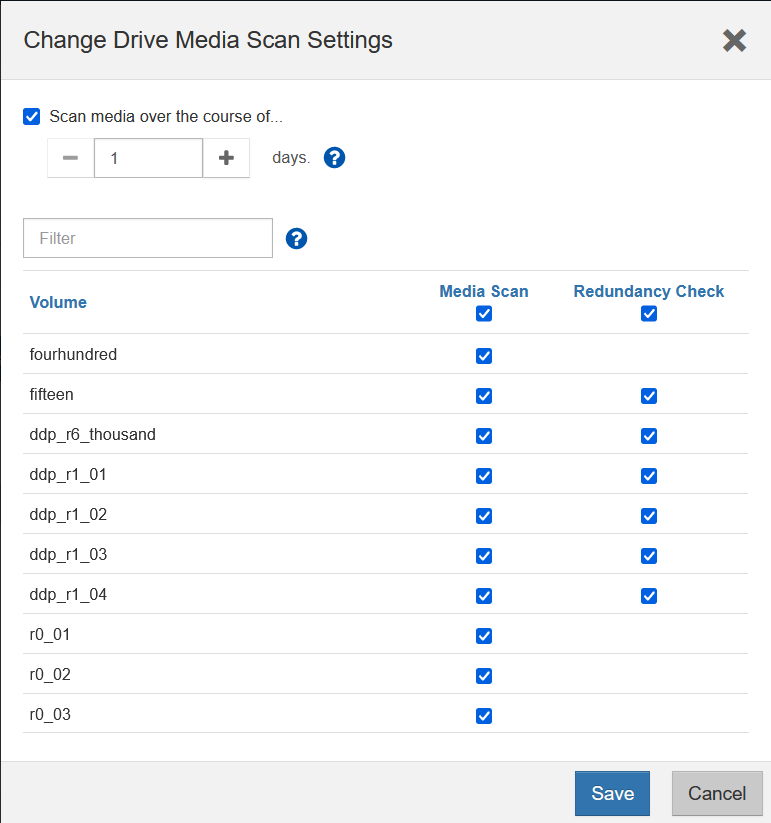 Change Drive Media Scan Settings
Scan media over the course of...
1 days.
Filter
Volume Media Scan Redundancy Check
fourhundred
fifteen
ddp_r6_thousand
ddp_r1_01
ddp_r1_02
ddp_r1_03
ddp_r1_04
r0_01
r0_02
r0_03
Save Cancel